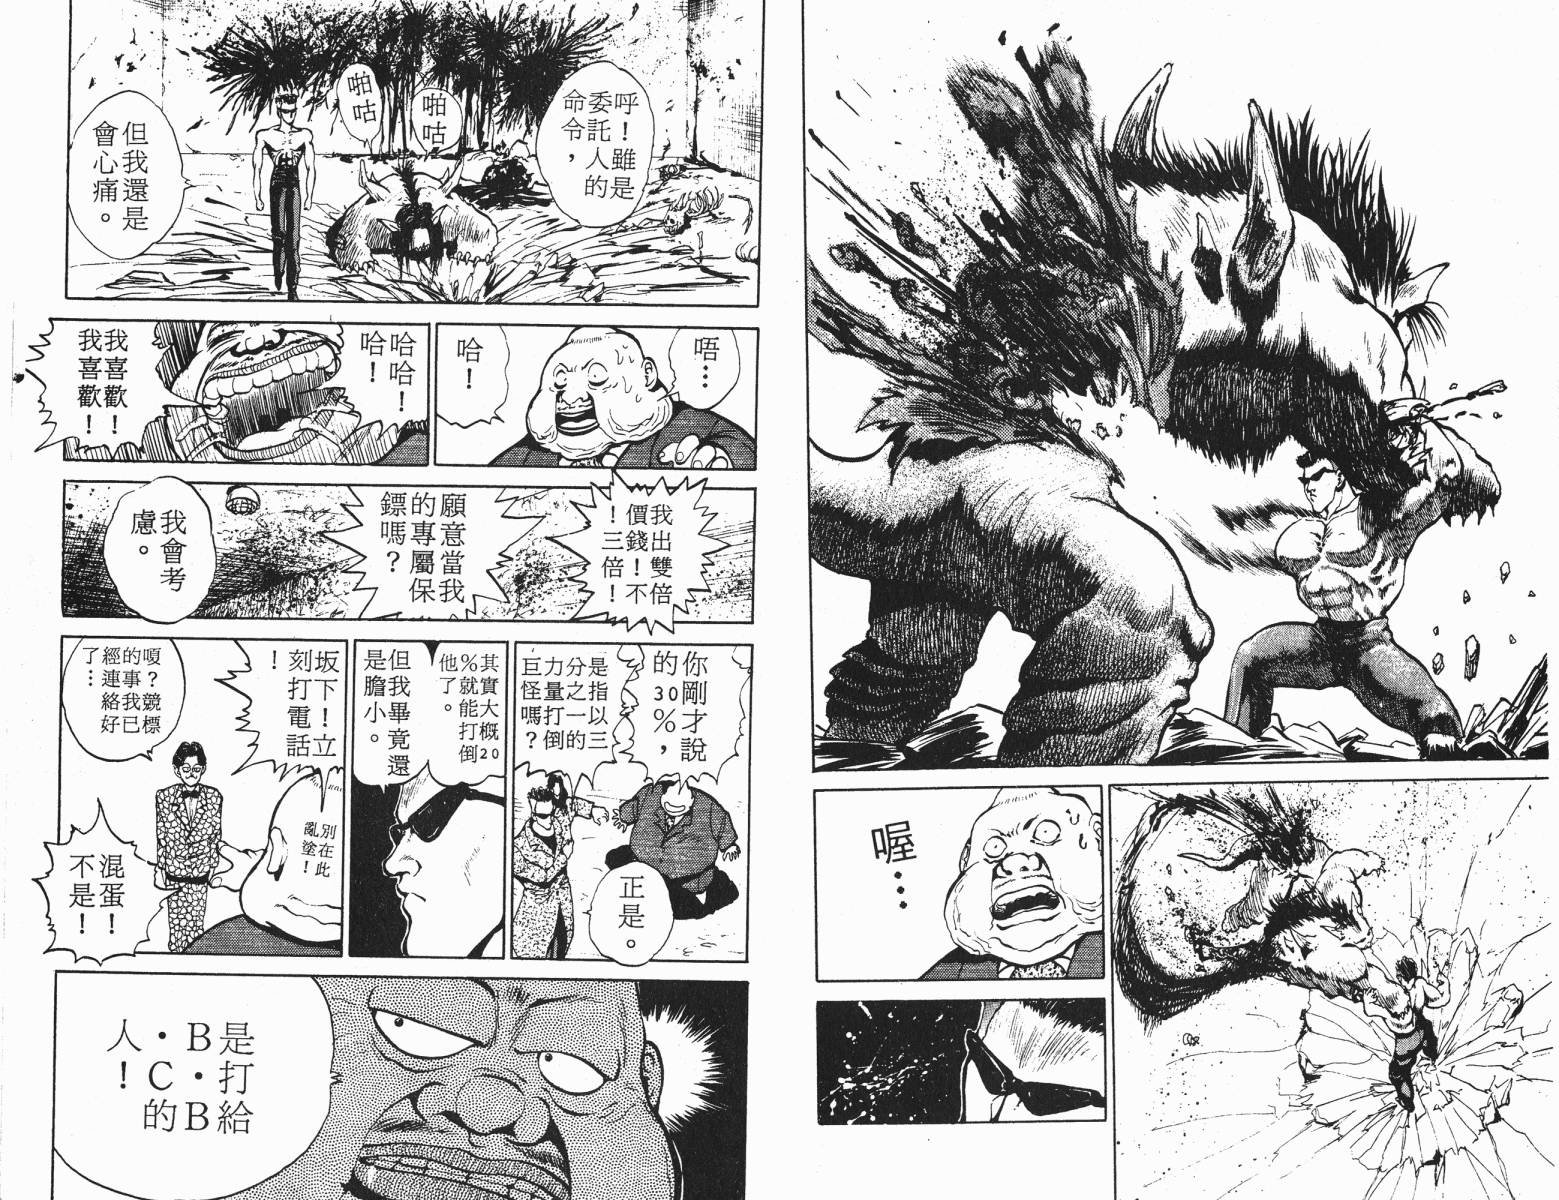 喔…
呼！雖是
委託人的
命令，
啪咕
啪咕
但我還是
會心痛。
唔…
哈！
哈哈！
哈！
我喜歡！
我喜歡！
我出雙倍
價錢！不
！三倍！
願意當我
的專屬保
鏢嗎？
我會考
慮。
你剛才說
的30%，
是指以三
分之一的
力量打倒
巨怪嗎？
正是。
其實大概20
%就能打倒
他了。
但我畢竟還
是膽小。
坂下！立
刻打電話
！
別在此
亂塗！
嗄？競標
的事我已
經連絡好
了…
混蛋！
不是！
是打給
B・B
・C的
人！